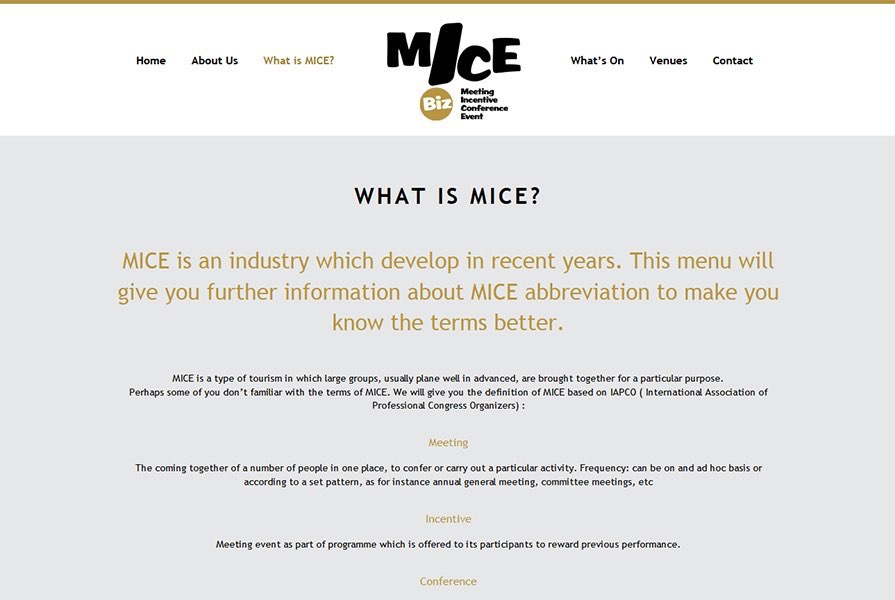 Home About Us What is MICE? MICE What's On Venues Contact
Biz Meeting
Incentive
Conference
Event
WHAT IS MICE?
MICE is an industry which develop in recent years. This menu will
give you further information about MICE abbreviation to make you
know the terms better.
MICE is a type of tourism in which large groups, usually plane well in advanced, are brought together for a particular purpose.
Perhaps some of you don't familiar with the terms of MICE. We will give you the definition of MICE based on IAPCO ( International Association of
Professional Congress Organizers) :
Meeting
The coming together of a number of people in one place, to confer or carry out a particular activity. Frequency: can be on and ad hoc basis or
according to a set pattern, as for instance annual general meeting, committee meetings, etc
Incentive
Meeting event as part of programme which is offered to its participants to reward previous performance.
Conference